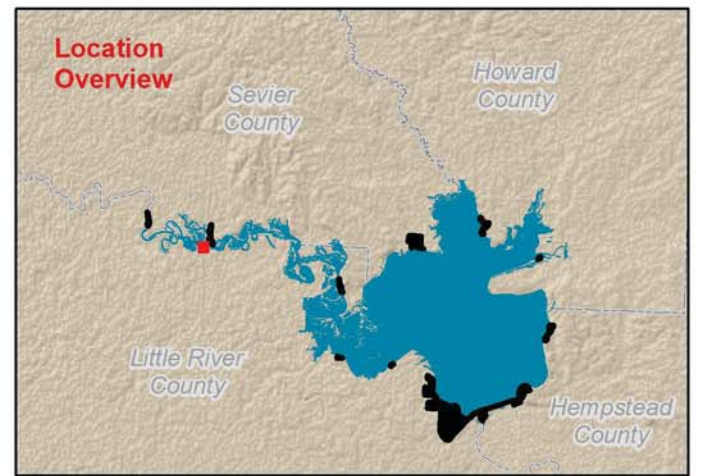 Location
Overview
Sevier
County
Howard
County
Little River
County
Hempstead
County